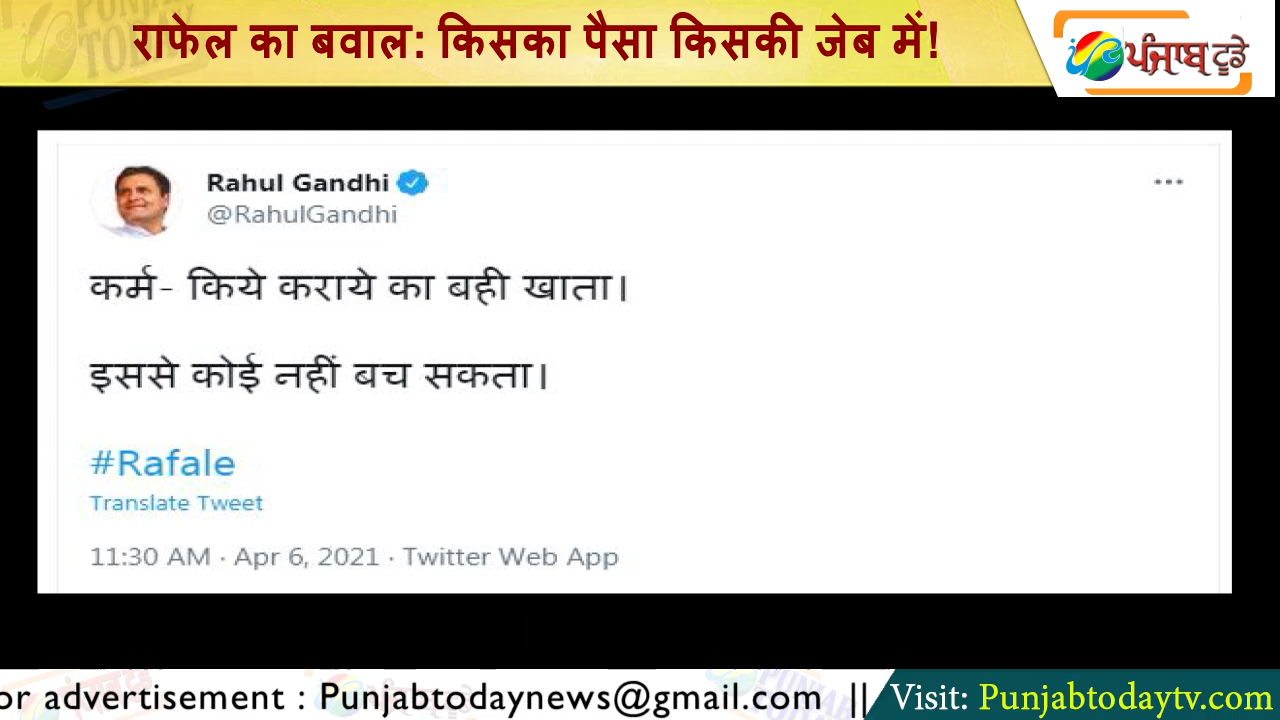 राफेल का बवाल: किसका पैसा किसकी जेब में!
ਪੰਜਾਬ ਟੂਡੇ
Rahul Gandhi
@RahulGandhi
कर्म- किये कराये का बही खाता।
इससे कोई नहीं बच सकता।
#Rafale
Translate Tweet
11:30 AM · Apr 6, 2021 · Twitter Web App
or advertisement : Punjabtodaynews@gmail.com || Visit: Punjabtodaytv.com